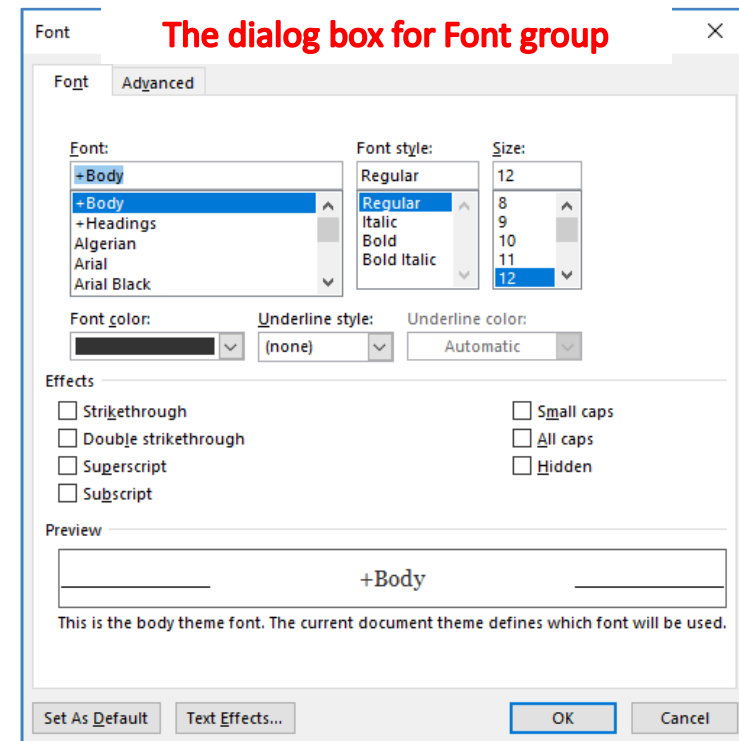 Font The dialog box for Font group
Font Advanced
Font: Font style: Size:
+Body Regular 12
+Body Regular 8
+Headings Italic 9
Algerian Bold 10
Arial Bold Italic 11
Arial Black 12
Font color: Underline style: Underline color:
(none) Automatic
Effects
Strikethrough Small caps
Double strikethrough All caps
Superscript Hidden
Subscript
Preview
+Body
This is the body theme font. The current document theme defines which font will be used.
Set As Default Text Effects... OK Cancel